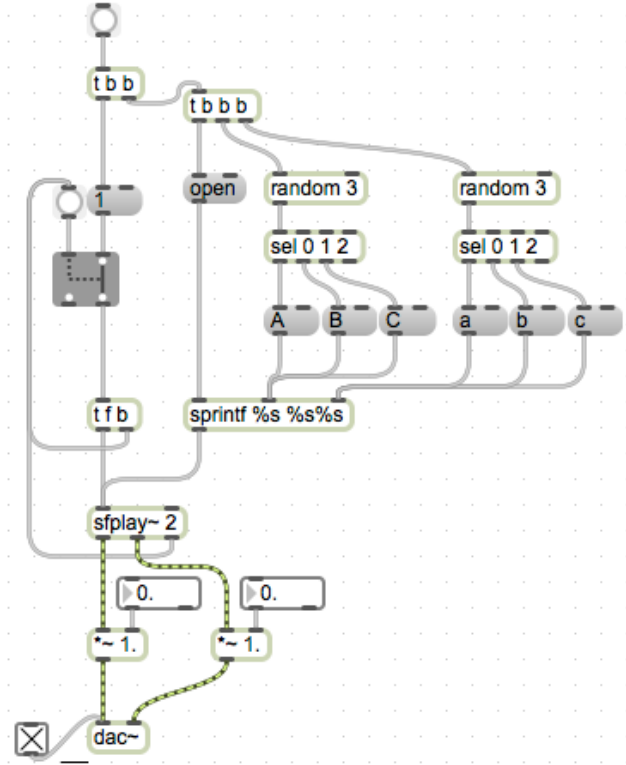 t b b
t b b b
1
open
random 3
random 3
sel 0 1 2
sel 0 1 2
A
B
C
a
b
c
t f b
sprintf %s %s%s
sfplay~ 2
0.
0.
*~ 1.
*~ 1.
dac~